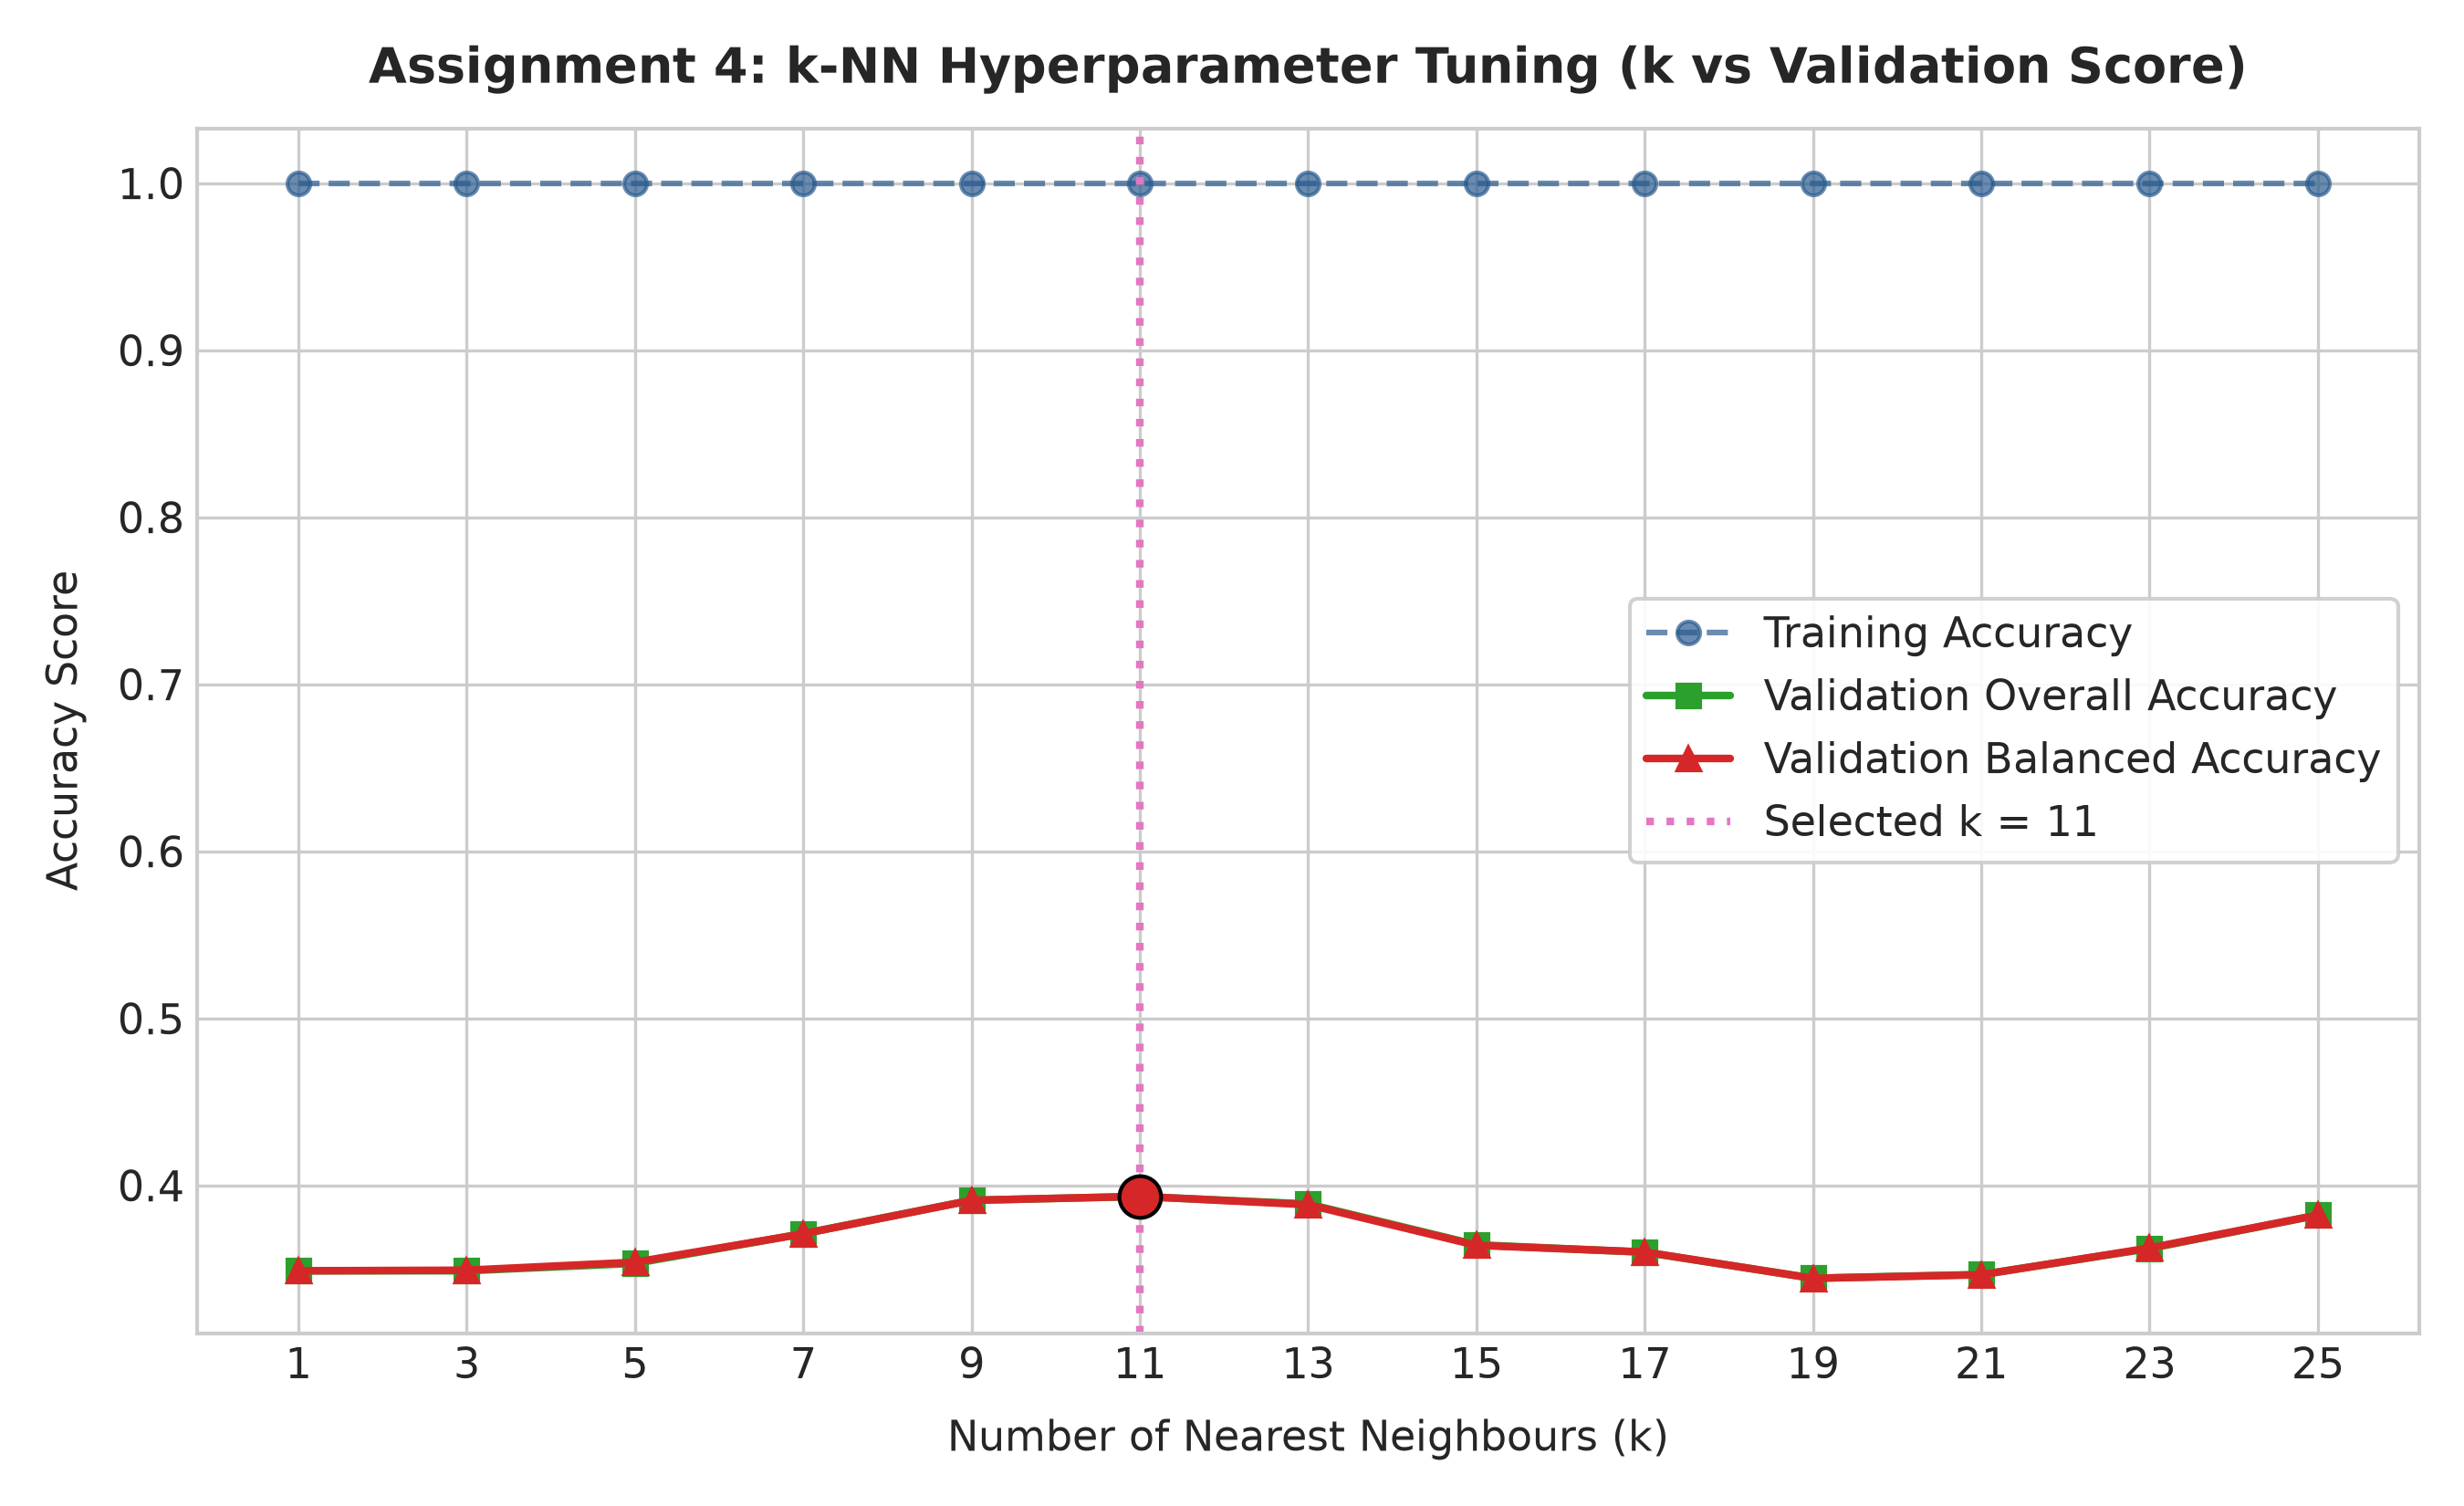 Assignment 4: k-NN Hyperparameter Tuning (k vs Validation Score)
Accuracy Score
1.0
0.9
0.8
0.7
0.6
0.5
0.4
Training Accuracy
Validation Overall Accuracy
Validation Balanced Accuracy
Selected k = 11
1 3 5 7 9 11 13 15 17 19 21 23 25
Number of Nearest Neighbours (k)